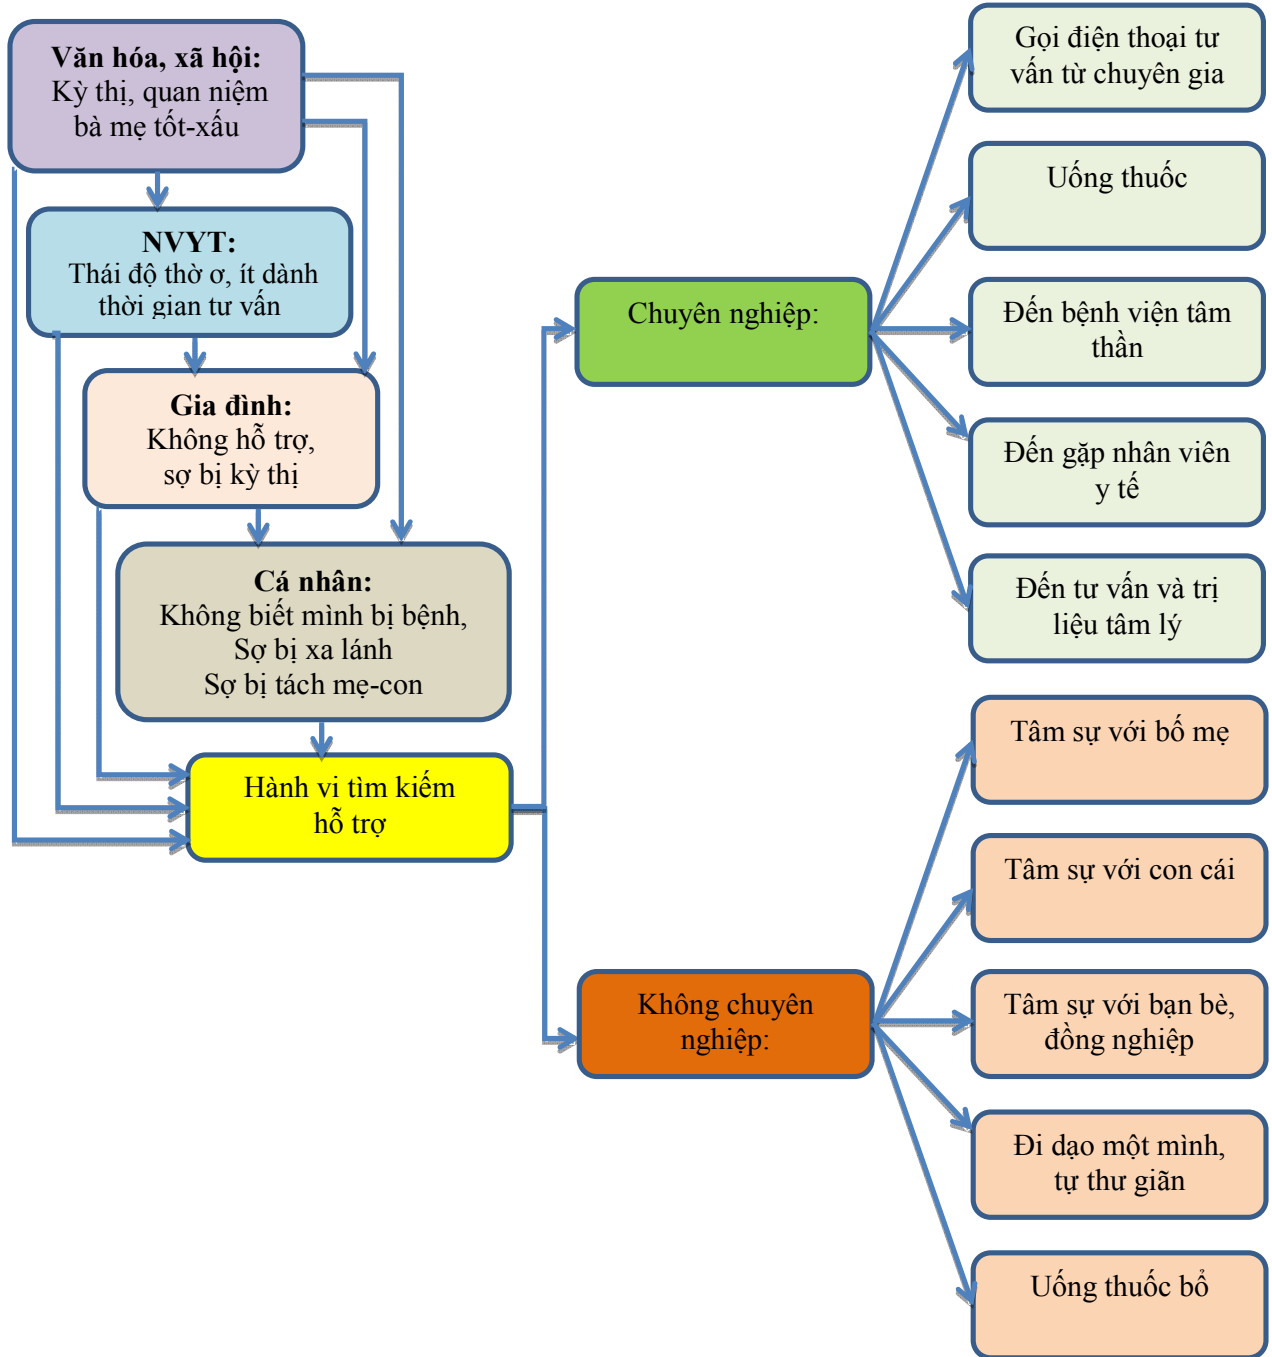 Văn hóa, xã hội:
Kỳ thị, quan niệm
bà mẹ tốt-xấu
NVYT:
Thái độ thờ ơ, ít dành
thời gian tư vấn
Gia đình:
Không hỗ trợ,
sợ bị kỳ thị
Cá nhân:
Không biết mình bị bệnh,
Sợ bị xa lánh
Sợ bị tách mẹ-con
Hành vi tìm kiếm
hỗ trợ
Chuyên nghiệp:
Gọi điện thoại tư
vấn từ chuyên gia
Uống thuốc
Đến bệnh viện tâm
thần
Đến gặp nhân viên
y tế
Đến tư vấn và trị
liệu tâm lý
Không chuyên
nghiệp:
Tâm sự với bố mẹ
Tâm sự với con cái
Tâm sự với bạn bè,
đồng nghiệp
Đi dạo một mình,
tự thư giãn
Uống thuốc bổ